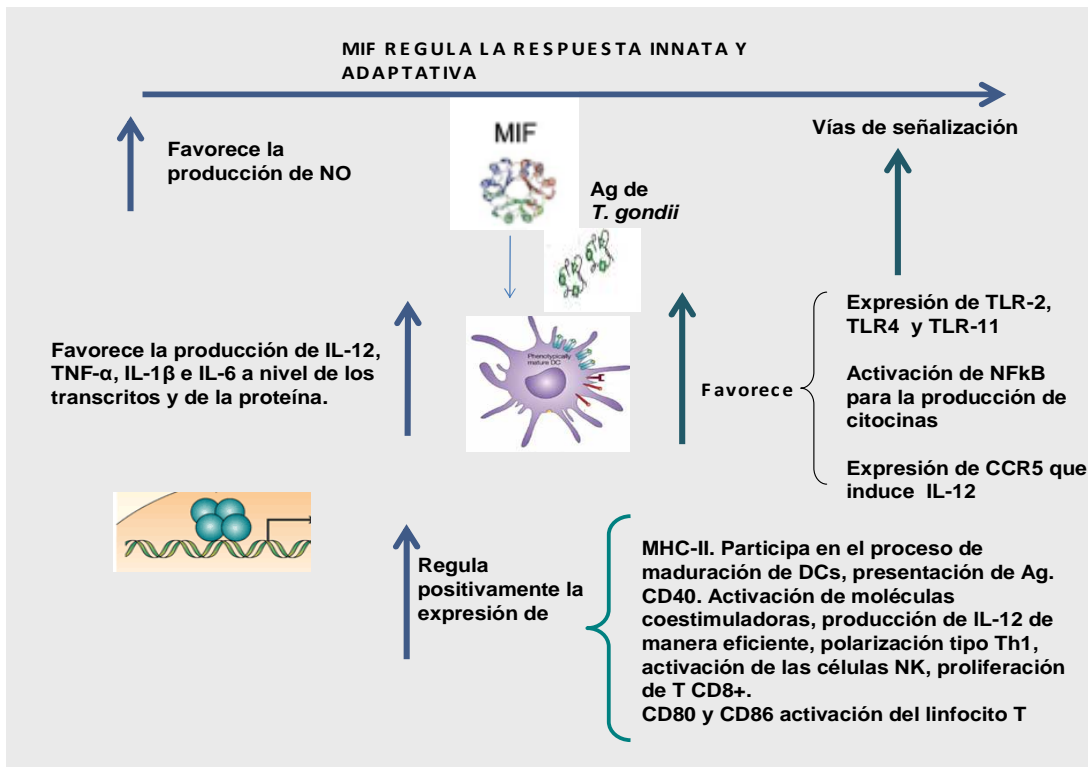 MIF REGULA LA RESPUESTA INNATA Y
ADAPTATIVA
Favorece la
producción de NO
MIF
Ag de
T. gondii
Vías de señalización
Favorece la producción de IL-12,
TNF-α, IL-1β e IL-6 a nivel de los
transcritos y de la proteína.
Phenotypically
mature DC
Favorece
Expresión de TLR-2,
TLR4 y TLR-11
Activación de NFkB
para la producción de
citocinas
Expresión de CCR5 que
induce IL-12
Regula
positivamente la
expresión de
MHC-II. Participa en el proceso de
maduración de DCs, presentación de Ag.
CD40. Activación de moléculas
coestimuladoras, producción de IL-12 de
manera eficiente, polarización tipo Th1,
activación de las células NK, proliferación
de T CD8+.
CD80 y CD86 activación del linfocito T